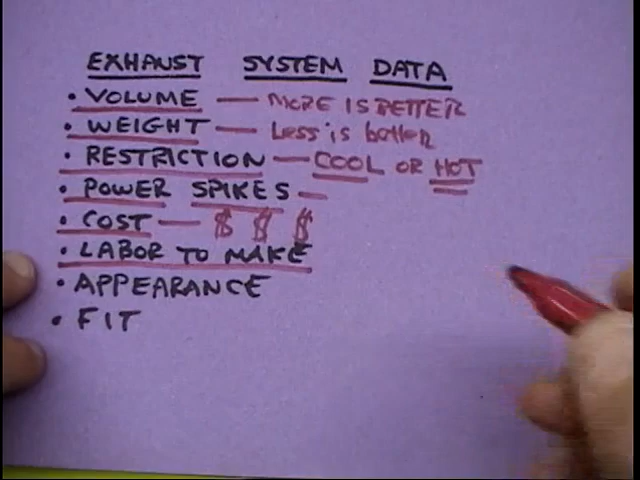 EXHAUST SYSTEM DATA
• VOLUME — MORE IS BETTER
• WEIGHT — Less is better
• RESTRICTION — COOL OR HOT
• POWER SPIKES —
• COST — $ $ $
• LABOR TO MAKE
• APPEARANCE
• FIT